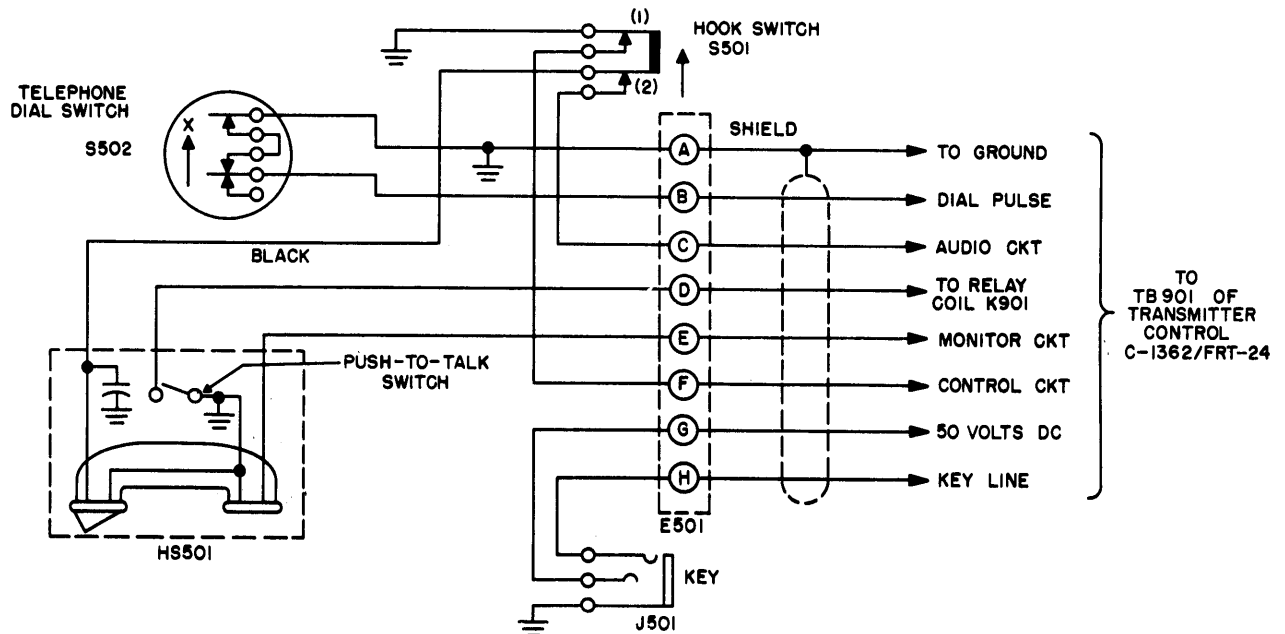 (1)
HOOK SWITCH
S501
(2)
TELEPHONE
DIAL SWITCH
S502
X
SHIELD
A
TO GROUND
B
DIAL PULSE
C
AUDIO CKT
BLACK
D
TO RELAY
COIL K901
E
MONITOR CKT
F
CONTROL CKT
G
50 VOLTS DC
H
KEY LINE
TO
TB901 OF
TRANSMITTER
CONTROL
C-1362/FRT-24
PUSH-TO-TALK
SWITCH
HS501
E501
KEY
J501